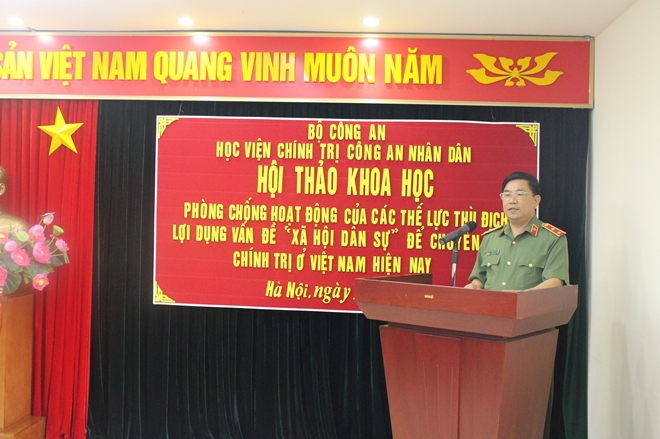 SẢN VIỆT NAM QUANG VINH MUÔN NĂM
BỘ CÔNG AN
HỌC VIỆN CHÍNH TRỊ CÔNG AN NHÂN DÂN
HỘI THẢO KHOA HỌC
PHÒNG CHỐNG HOẠT ĐỘNG CỦA CÁC THẾ LỰC THÙ ĐỊCH
LỢI DỤNG VẤN ĐỀ "XÃ HỘI DÂN SỰ" ĐỂ CHUYỂN
CHÍNH TRỊ Ở VIỆT NAM HIỆN NAY
Hà Nội, ngày